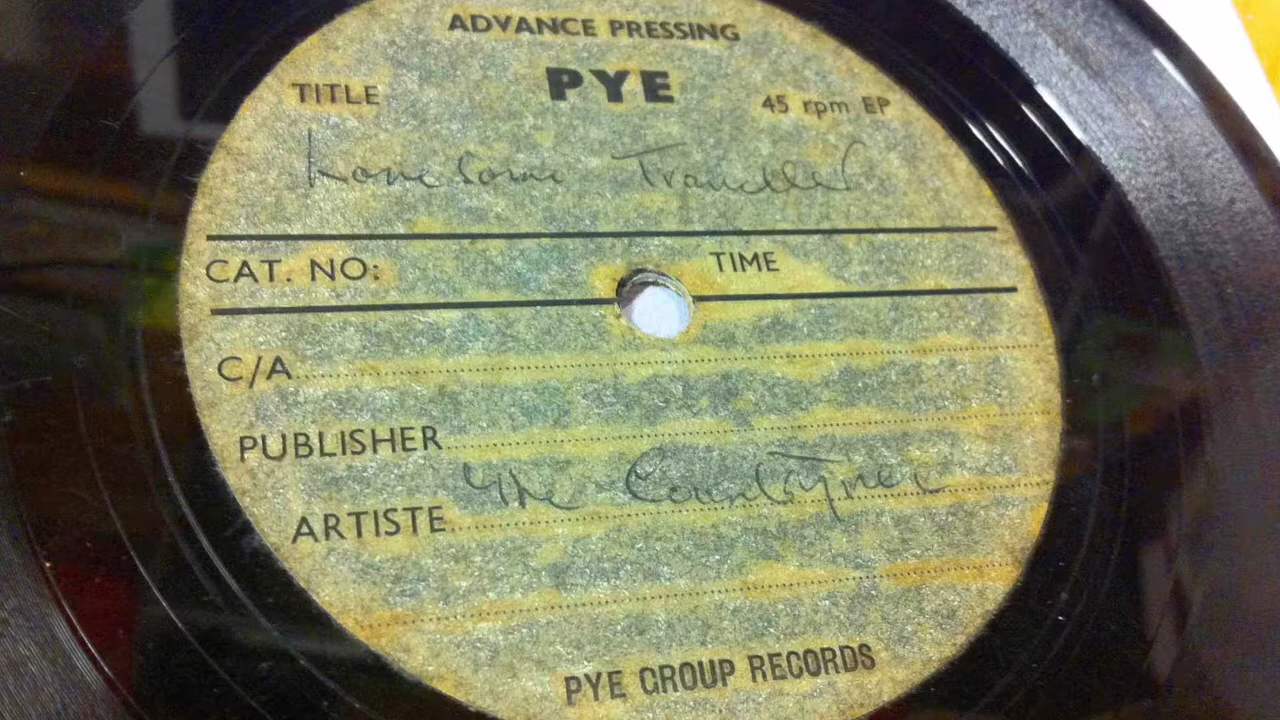 ADVANCE PRESSING
PYE
TITLE 45 rpm EP
Lonesome Traveller
CAT. NO: TIME
C/A
PUBLISHER
The Countrymen
ARTISTE
PYE GROUP RECORDS